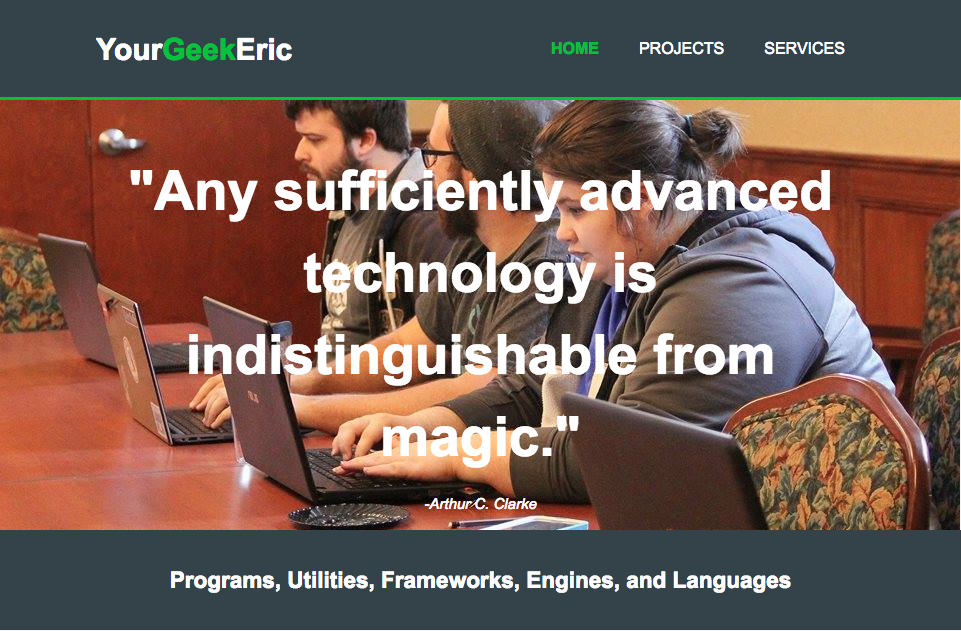 YourGeekEric
HOME PROJECTS SERVICES
"Any sufficiently advanced
technology is
indistinguishable from
magic."
-Arthur C. Clarke
ASUS
Programs, Utilities, Frameworks, Engines, and Languages